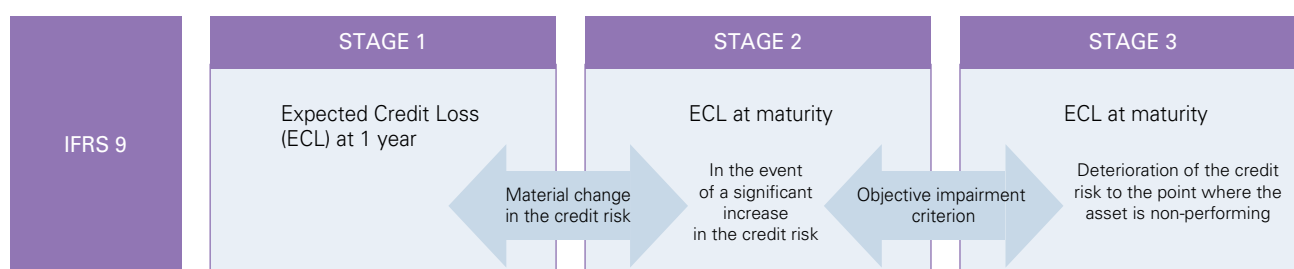 IFRS 9
STAGE 1
Expected Credit Loss
(ECL) at 1 year
Material change
in the credit risk
STAGE 2
ECL at maturity
In the event
of a significant
increase
in the credit risk
Objective impairment
criterion
STAGE 3
ECL at maturity
Deterioration of the credit
risk to the point where the
asset is non-performing